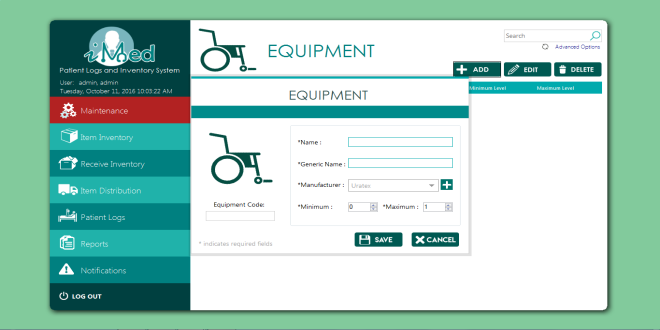 iMed
Patient Logs and Inventory System
User: admin, admin
Tuesday, October 11, 2016 10:03:22 AM
Maintenance
Item Inventory
Receive Inventory
Item Distribution
Patient Logs
Reports
Notifications
LOG OUT
EQUIPMENT
Search
Advanced Options
ADD
EDIT
DELETE
Minimum Level
Maximum Level
EQUIPMENT
*Name :
*Generic Name :
*Manufacturer :
Uratex
*Minimum :
0
*Maximum :
1
Equipment Code:
* indicates required fields
SAVE
CANCEL